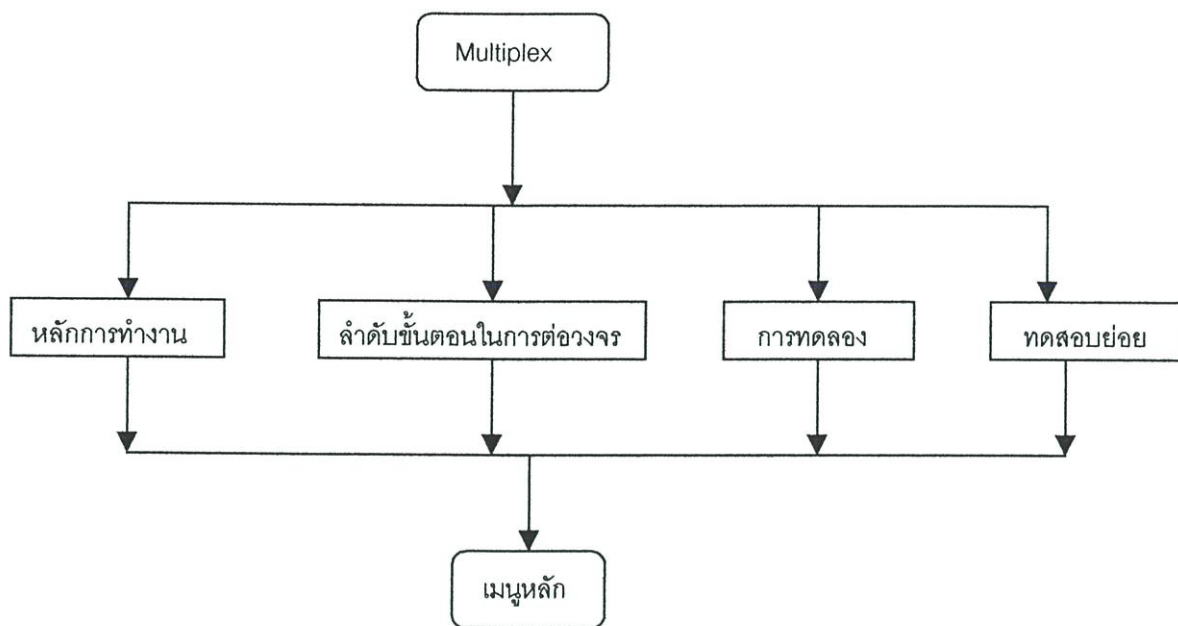 Multiplex
หลักการทำงาน
ลำดับขั้นตอนในการต่อวงจร
การทดลอง
ทดสอบย่อย
เมนูหลัก